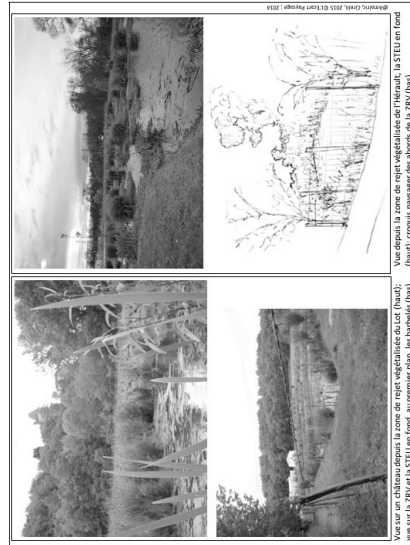 Vue sur un château depuis la zone de rejet végétalisée du Lot (haut);
vue sur la ZRV et la STEU en fond, au premier plan, les barbelés (bas)
Vue depuis la zone de rejet végétalisée de l'Hérault, la STEU en fond
(haut); croquis paysager des abords de la ZRV (bas)
@Amalric, Cirelli, 2015 ©L'Ecart Paysage ; 2014